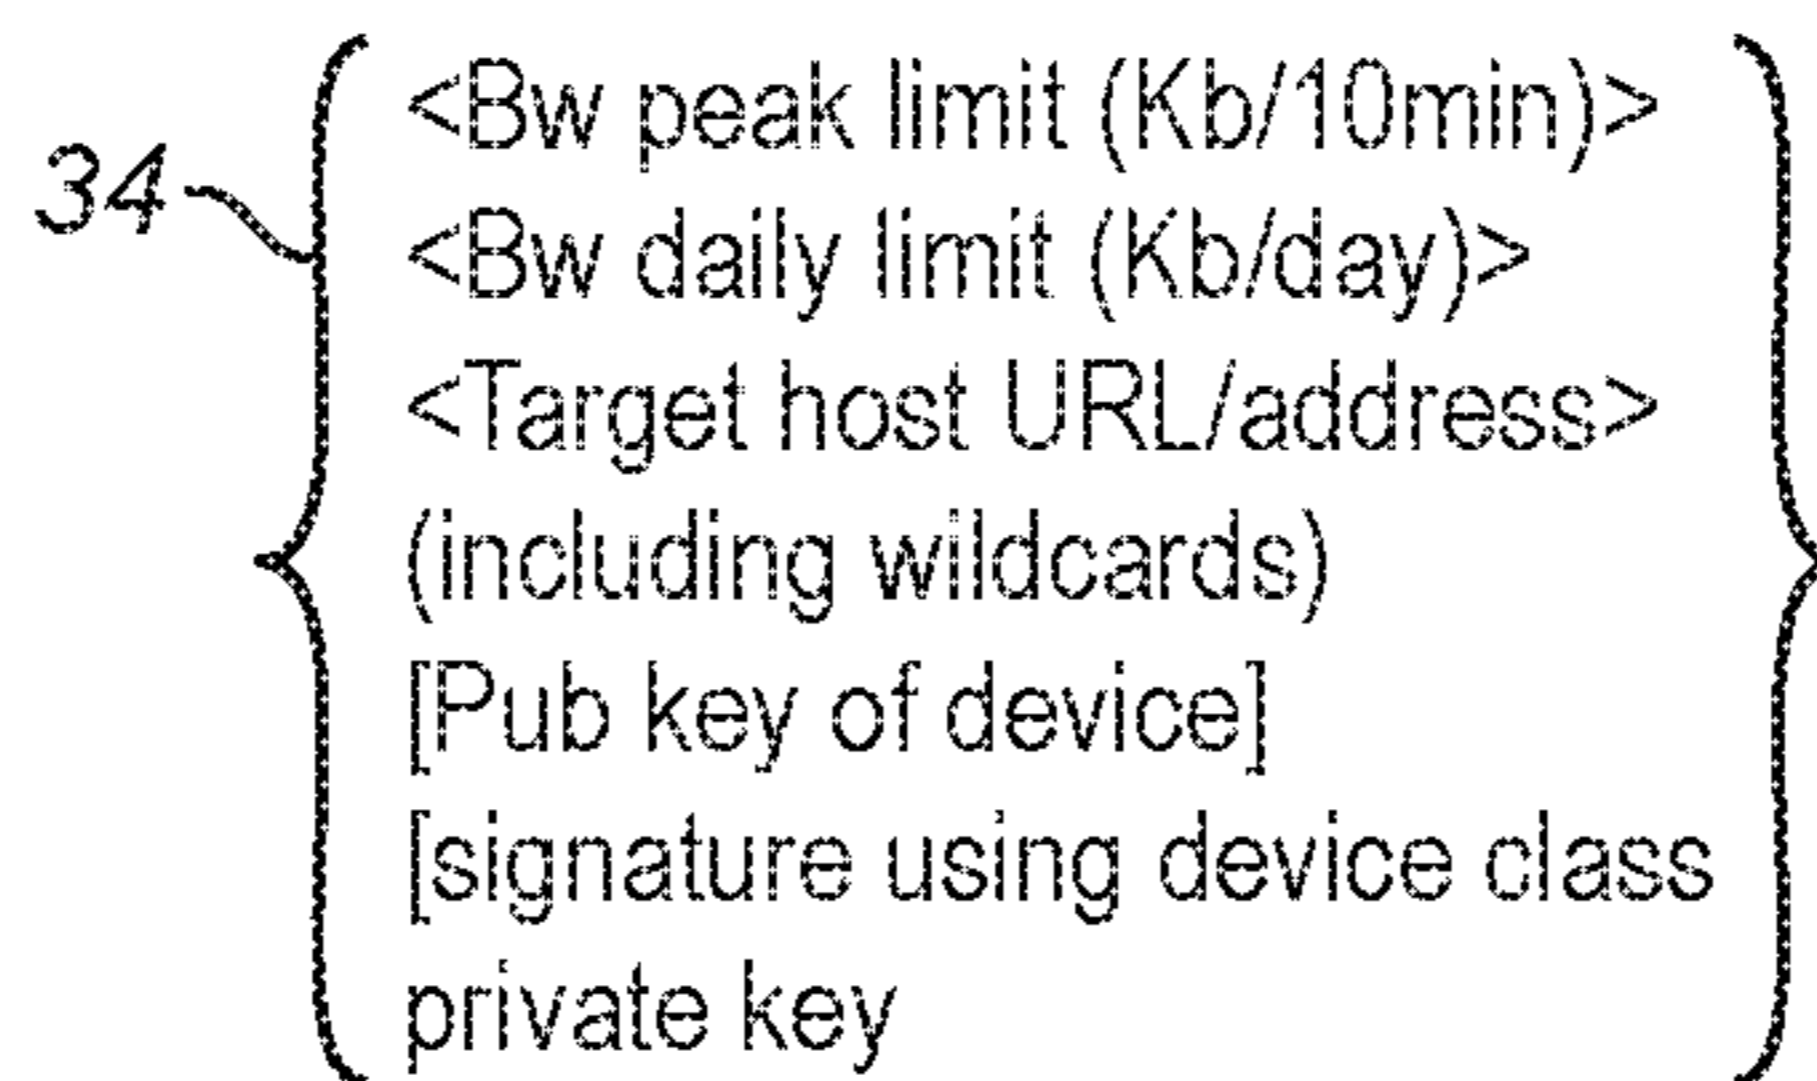 <Bw peak limit (Kb/10min)>
34
<Bw daily limit (Kb/day)>
<Target host URL/address>
(including wildcards)
[Pub key of device]
[signature using device class
private key